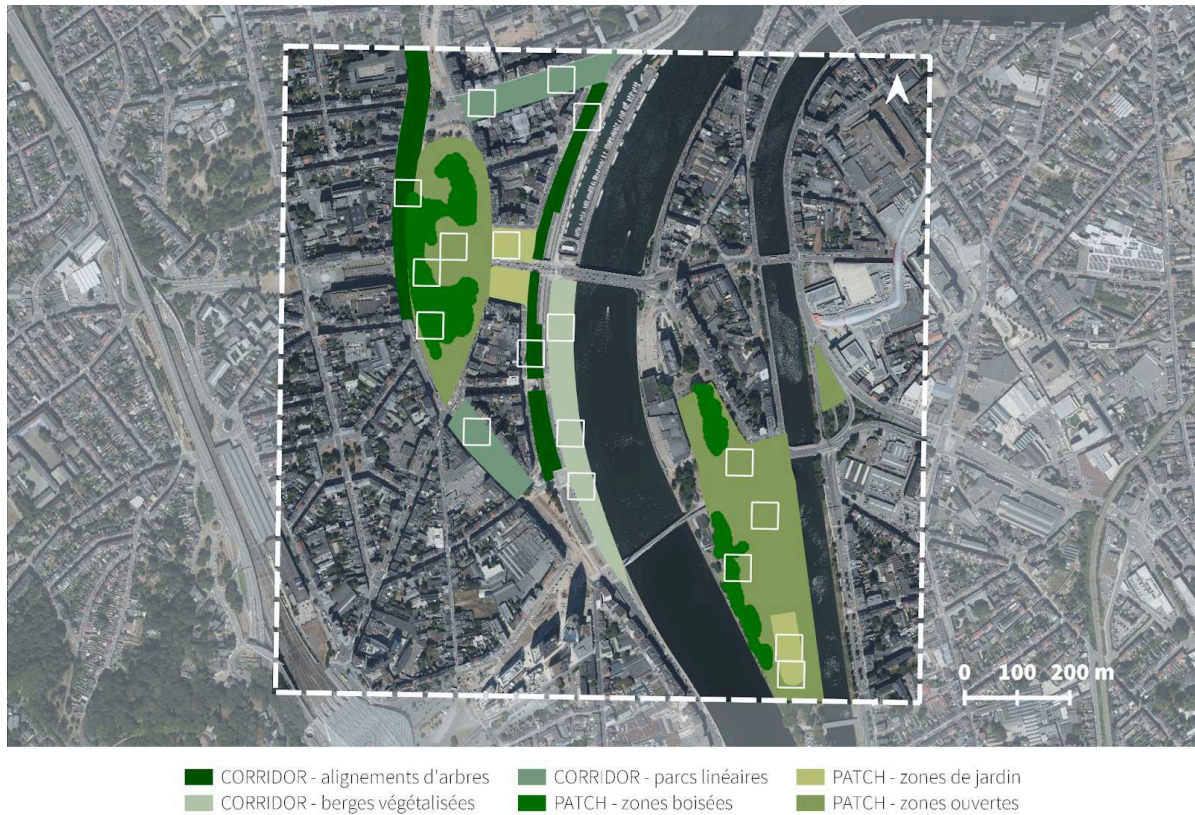 0 100 200 m
CORRIDOR - alignements d'arbres CORRIDOR - parcs linéaires PATCH - zones de jardin
CORRIDOR - berges végétalisées PATCH - zones boisées PATCH - zones ouvertes